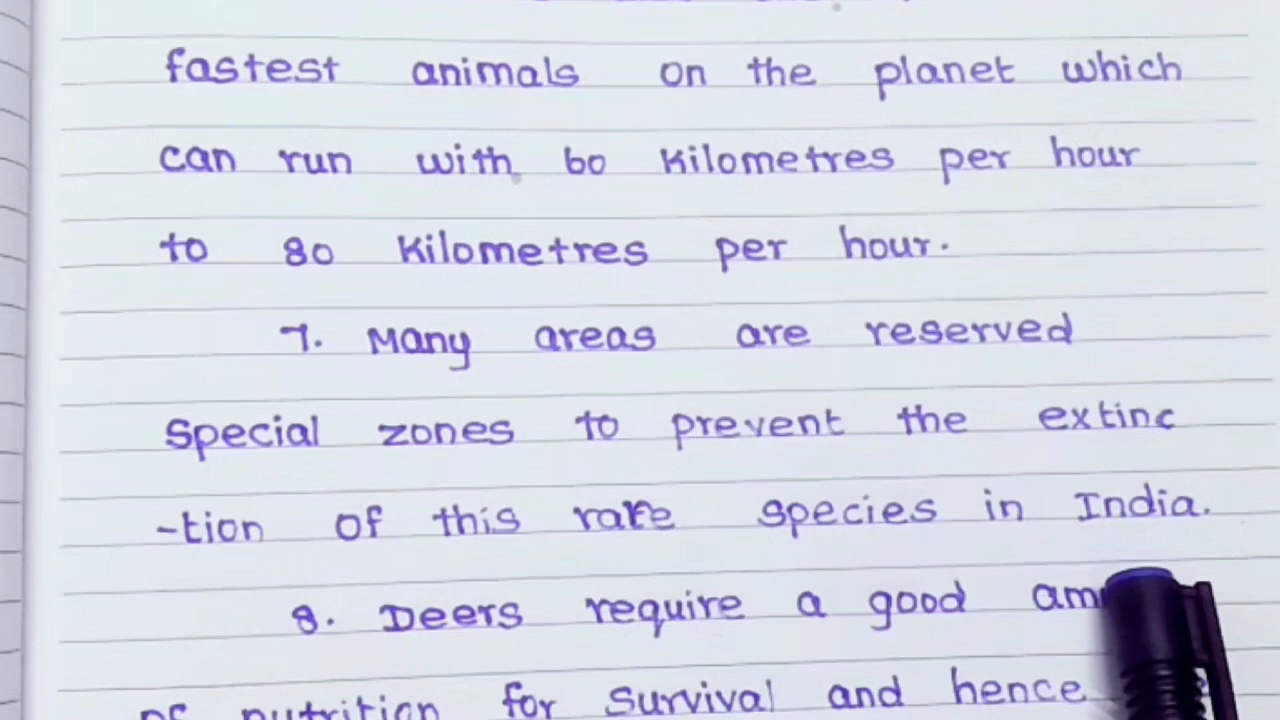 fastest animals on the planet which
can run with 60 kilometres per hour
to 80 kilometres per hour.
7. Many areas are reserved
special zones to prevent the extinc
-tion of this rare species in India.
8. Deers require a good am
of nutrition for survival and hence